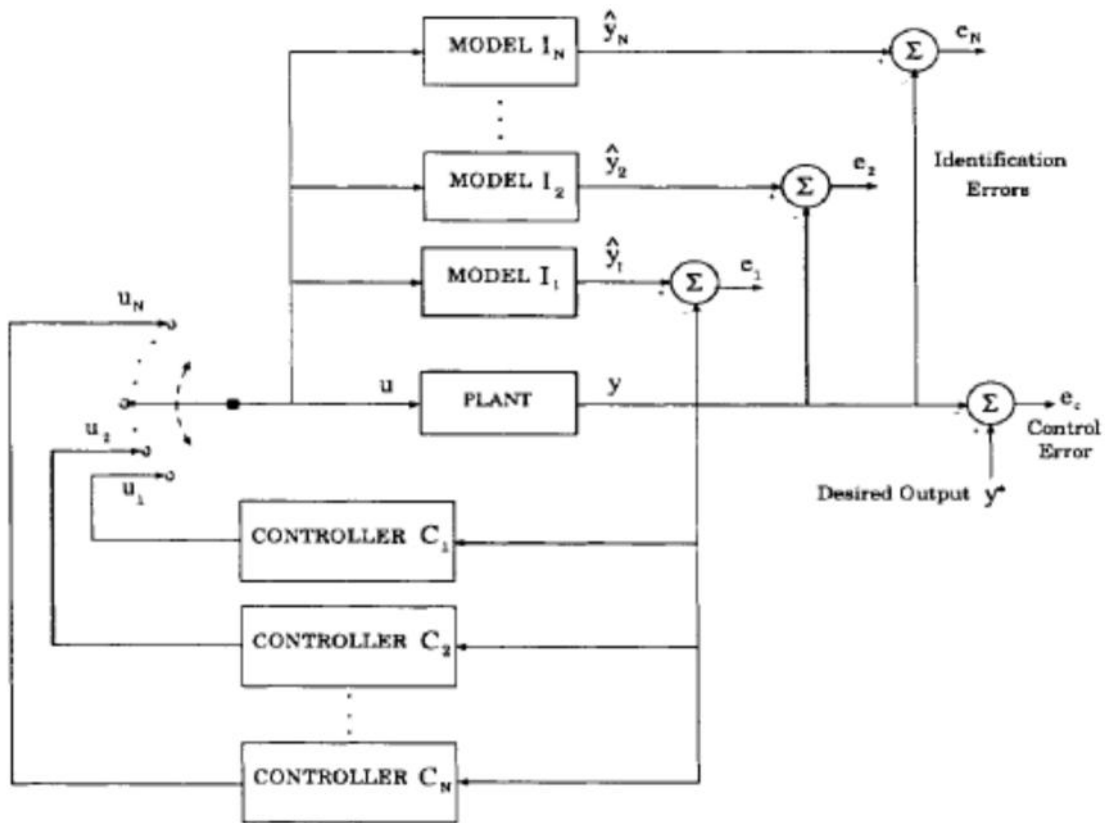 MODEL I_N
ŷ_N
Σ
e_N
MODEL I_2
ŷ_2
Σ
e_2
Identification
Errors
MODEL I_1
ŷ_1
Σ
e_1
u_N
u
PLANT
y
Σ
e_c
Control
Error
u_2
u_1
Desired Output y*
CONTROLLER C_1
CONTROLLER C_2
CONTROLLER C_N